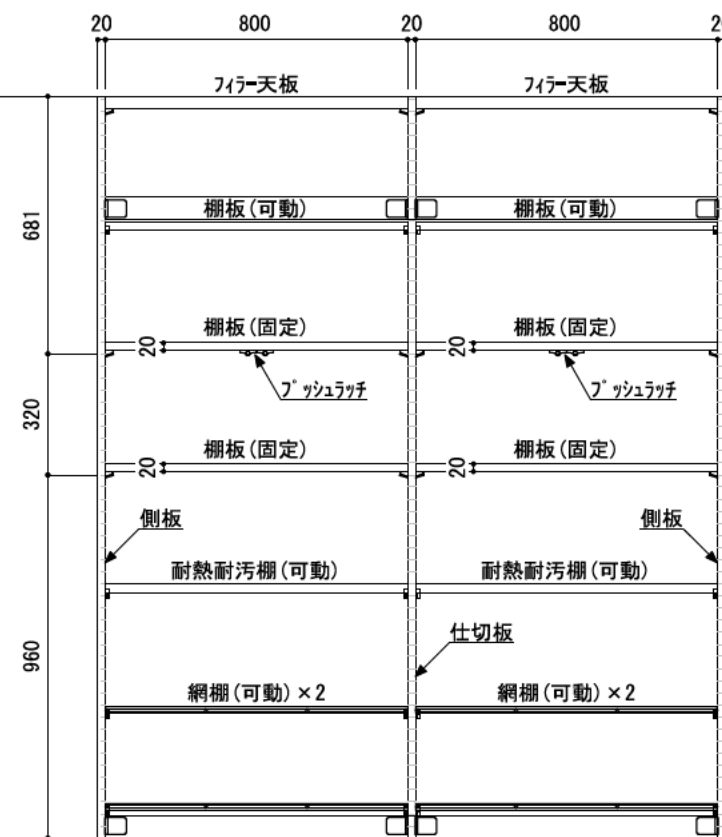 20 800 20 800 2
ﾌｨﾗｰ天板 ﾌｨﾗｰ天板
棚板(可動) 棚板(可動)
681
棚板(固定) 棚板(固定)
20 20
ﾌﾟｯｼｭﾗｯﾁ ﾌﾟｯｼｭﾗｯﾁ
320
棚板(固定) 棚板(固定)
20 20
側板 側板
耐熱耐汚棚(可動) 耐熱耐汚棚(可動)
仕切板
960
網棚(可動)×2 網棚(可動)×2